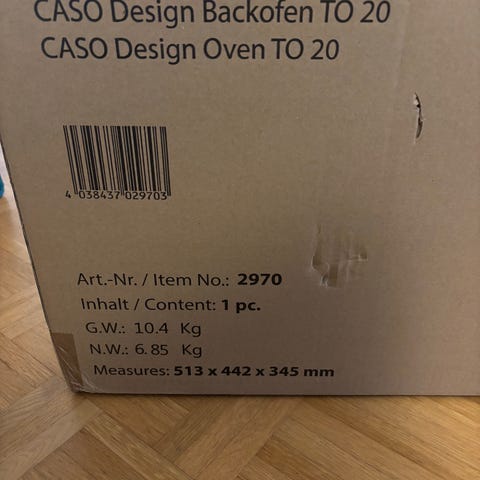 CASO Design Backofen TO 20
CASO Design Oven TO 20
4 038437 029703
Art.-Nr. / Item No.: 2970
Inhalt / Content: 1 pc.
G.W.: 10.4 Kg
N.W.: 6.85 Kg
Measures: 513 x 442 x 345 mm